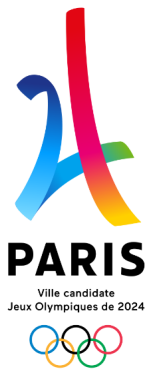 PARIS
Ville candidate
Jeux Olympiques de 2024